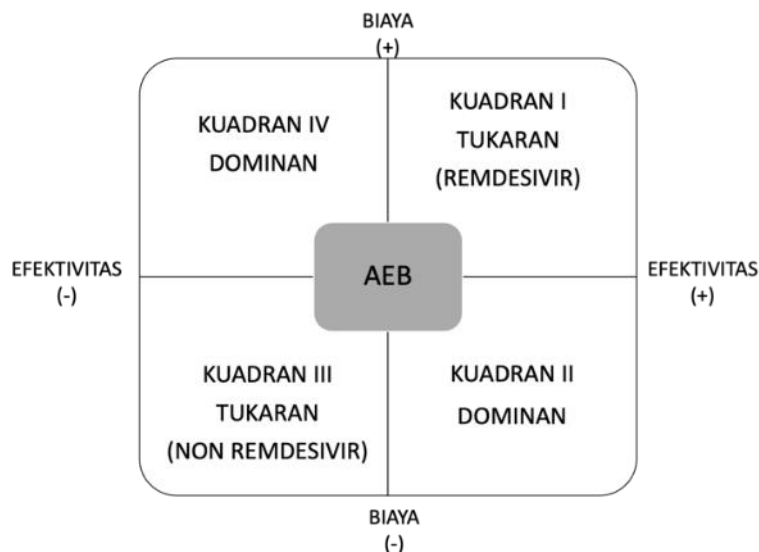 BIAYA
(+)
KUADRAN IV
DOMINAN
KUADRAN I
TUKARAN
(REMDESIVIR)
EFEKTIVITAS
(-)
AEB
EFEKTIVITAS
(+)
KUADRAN III
TUKARAN
(NON REMDESIVIR)
KUADRAN II
DOMINAN
BIAYA
(-)